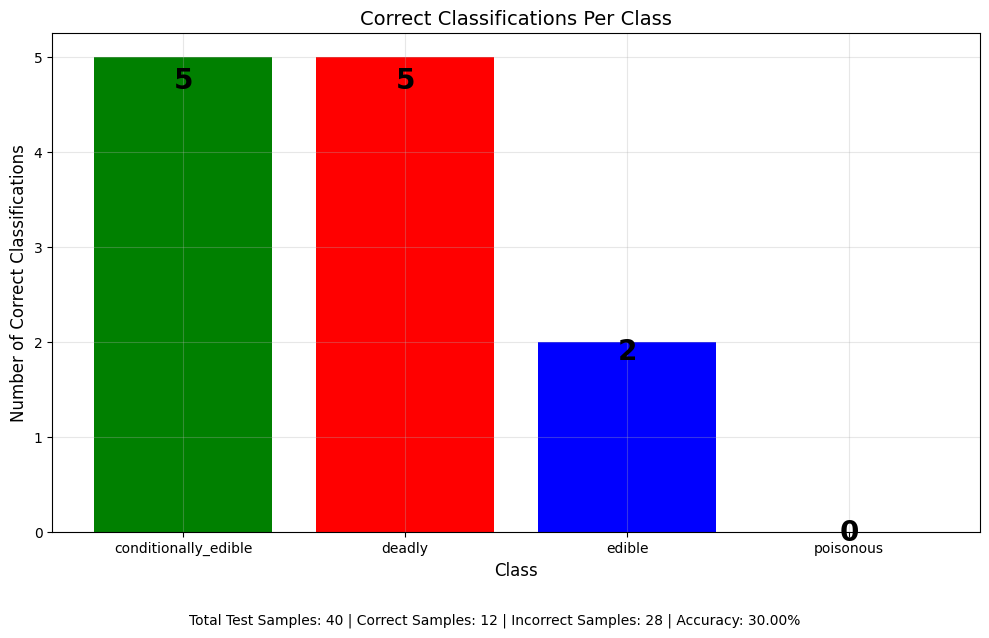 Correct Classifications Per Class
Number of Correct Classifications
5
4
3
2
1
0
5
5
2
0
conditionally_edible
deadly
edible
poisonous
Class
Total Test Samples: 40 | Correct Samples: 12 | Incorrect Samples: 28 | Accuracy: 30.00%